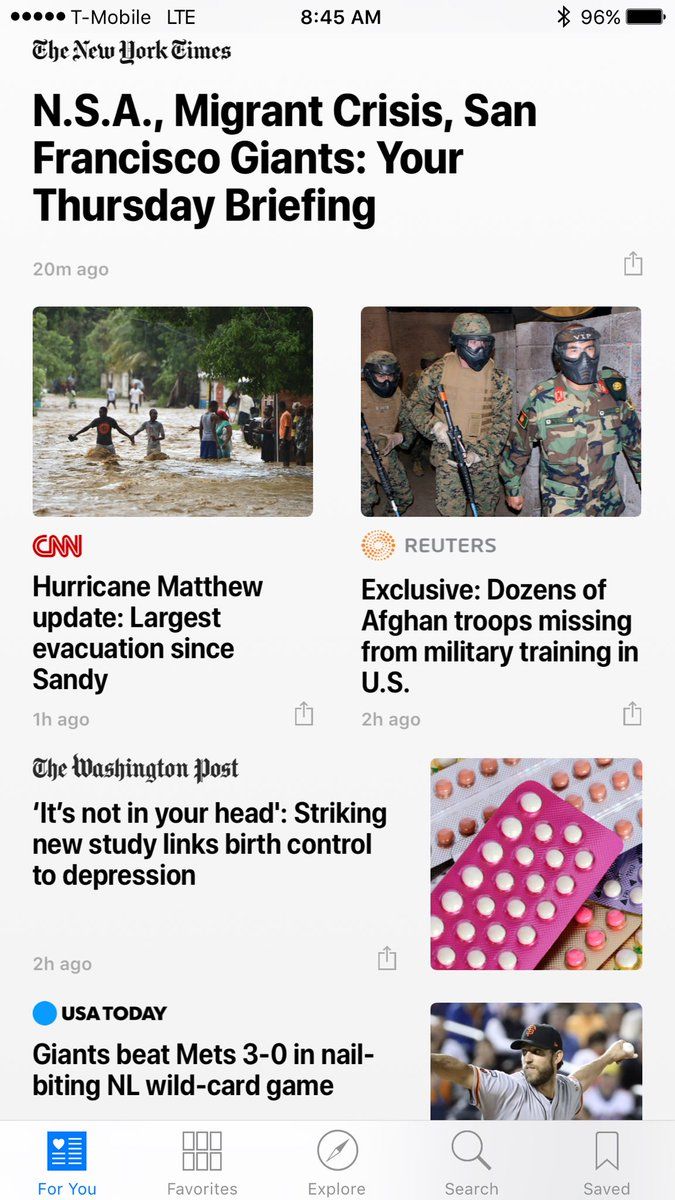 T-Mobile LTE 8:45 AM 96%
The New York Times
N.S.A., Migrant Crisis, San
Francisco Giants: Your
Thursday Briefing
20m ago
VIP
CNN
Hurricane Matthew
update: Largest
evacuation since
Sandy
1h ago
REUTERS
Exclusive: Dozens of
Afghan troops missing
from military training in
U.S.
2h ago
The Washington Post
‘It’s not in your head': Striking
new study links birth control
to depression
2h ago
USA TODAY
Giants beat Mets 3-0 in nail-
biting NL wild-card game
For You Favorites Explore Search Saved